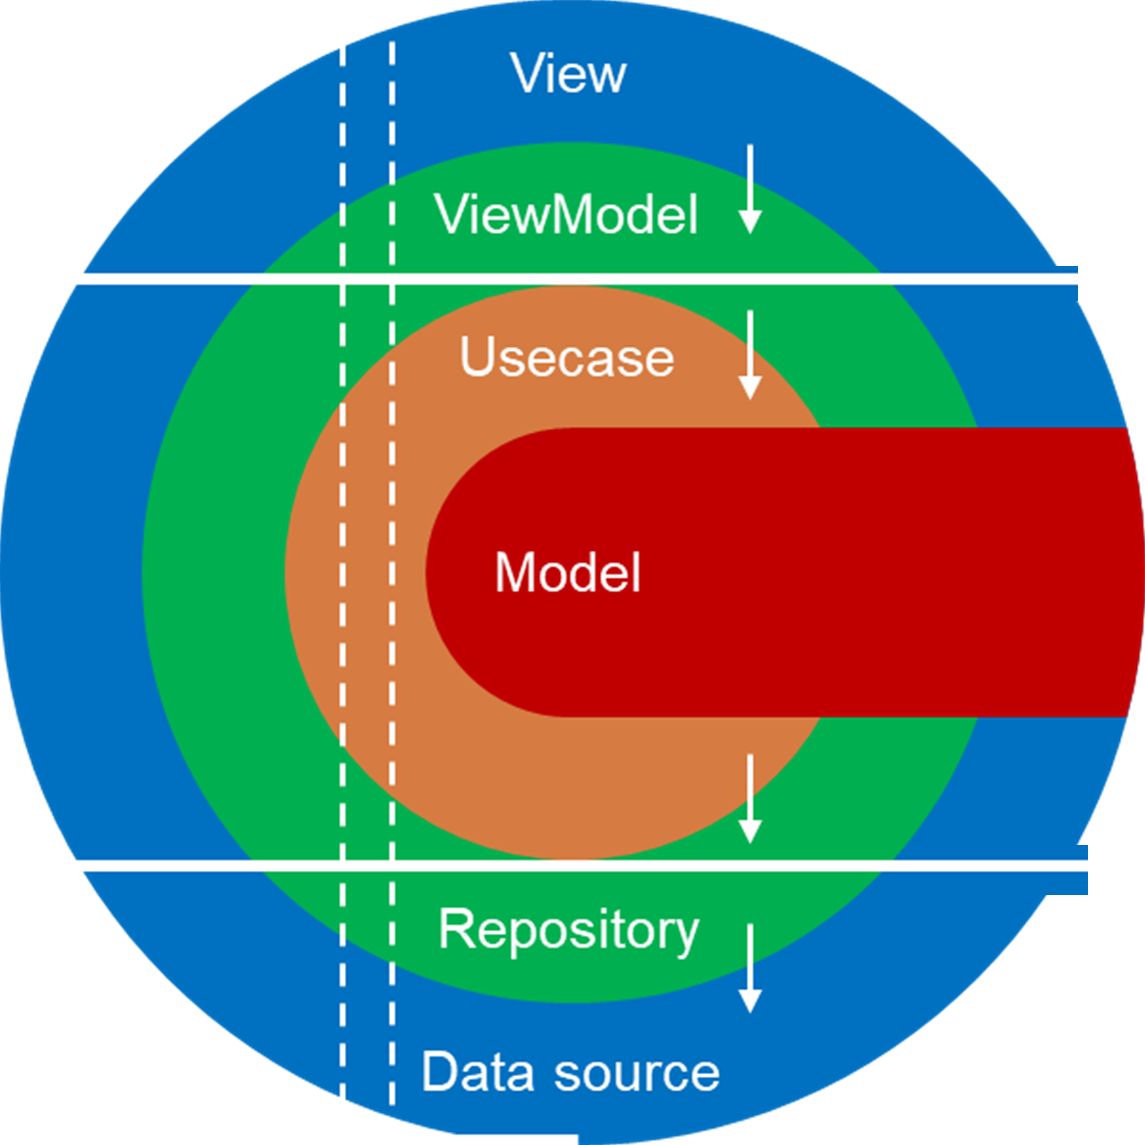 View
ViewModel
Usecase
Model
Repository
Data source